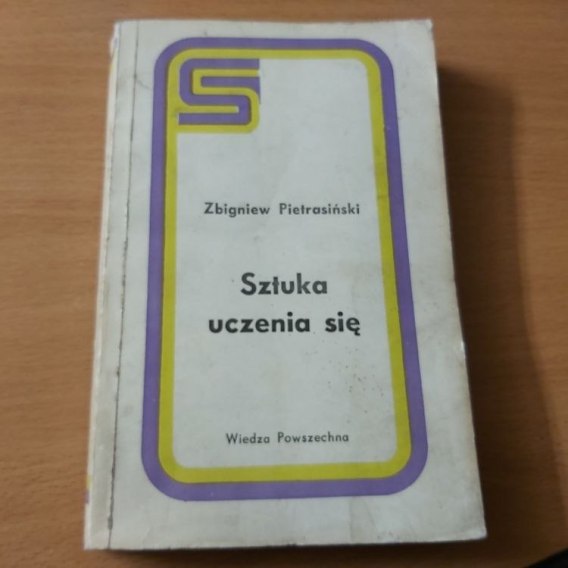 S
Zbigniew Pietrasiński
Sztuka
uczenia się
Wiedza Powszechna